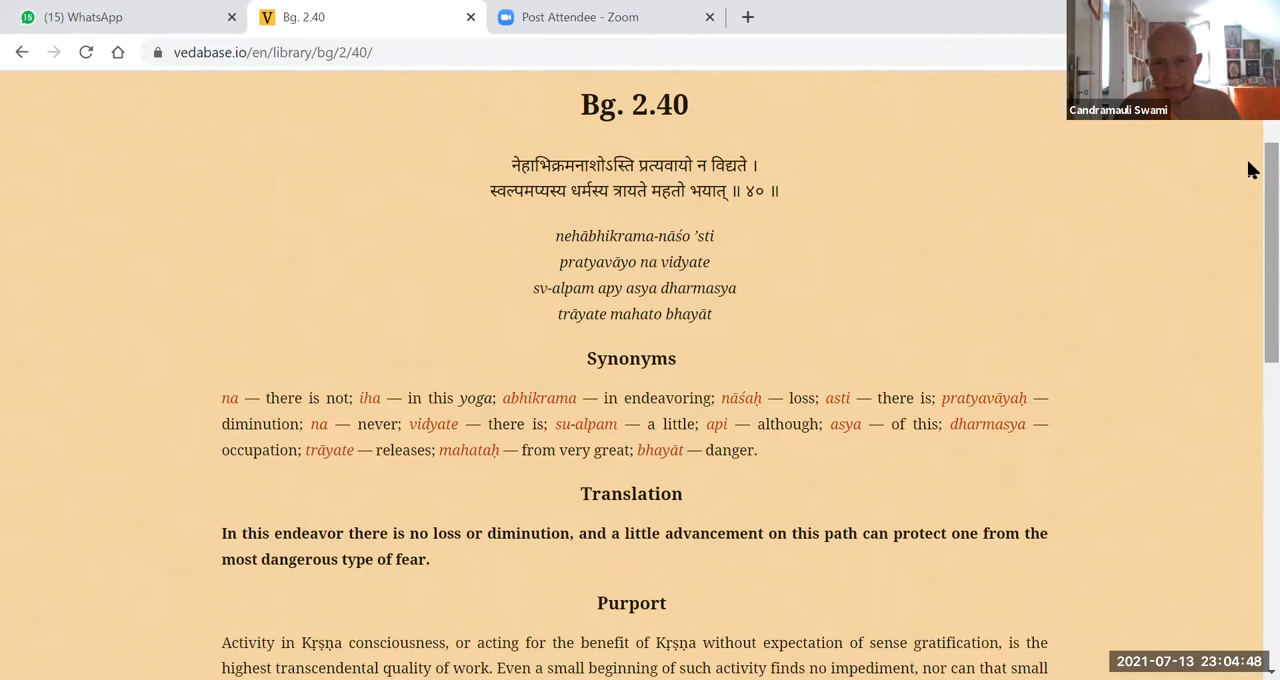 (15) WhatsApp
Bg. 2.40
Post Attendee - Zoom
vedabase.io/en/library/bg/2/40/
Candramauli Swami
Bg. 2.40
नेहाभिक्रमनाशोऽस्ति प्रत्यवायो न विद्यते ।
स्वल्पमप्यस्य धर्मस्य त्रायते महतो भयात् ॥ ४० ॥
nehābhikrama-nāśo ’sti
pratyavāyo na vidyate
sv-alpam apy asya dharmasya
trāyate mahato bhayāt
Synonyms
na — there is not; iha — in this yoga; abhikrama — in endeavoring; nāśaḥ — loss; asti — there is; pratyavāyaḥ —
diminution; na — never; vidyate — there is; su-alpam — a little; api — although; asya — of this; dharmasya —
occupation; trāyate — releases; mahataḥ — from very great; bhayāt — danger.
Translation
In this endeavor there is no loss or diminution, and a little advancement on this path can protect one from the
most dangerous type of fear.
Purport
Activity in Kṛṣṇa consciousness, or acting for the benefit of Kṛṣṇa without expectation of sense gratification, is the
highest transcendental quality of work. Even a small beginning of such activity finds no impediment, nor can that small
2021-07-13 23:04:48